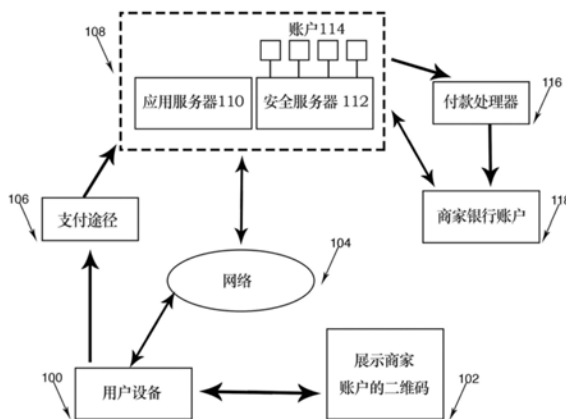 108
账户114
应用服务器110
安全服务器 112
付款处理器
116
106
支付途径
商家银行账户
118
104
网络
100
用户设备
展示商家
账户的二维码
102